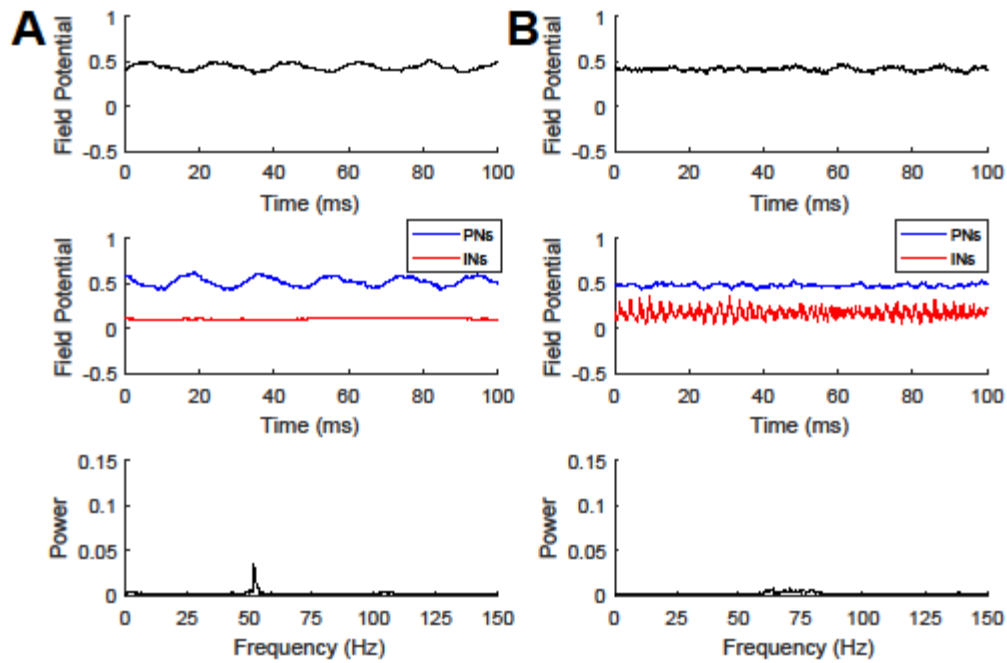 A
B
Field Potential
1
0.5
0
-0.5
0 20 40 60 80 100
Time (ms)
Field Potential
1
0.5
0
-0.5
0 20 40 60 80 100
Time (ms)
Field Potential
1
0.5
0
-0.5
PNs
INs
0 20 40 60 80 100
Time (ms)
Field Potential
1
0.5
0
-0.5
PNs
INs
0 20 40 60 80 100
Time (ms)
Power
0.15
0.1
0.05
0
0 25 50 75 100 125 150
Frequency (Hz)
Power
0.15
0.1
0.05
0
0 25 50 75 100 125 150
Frequency (Hz)